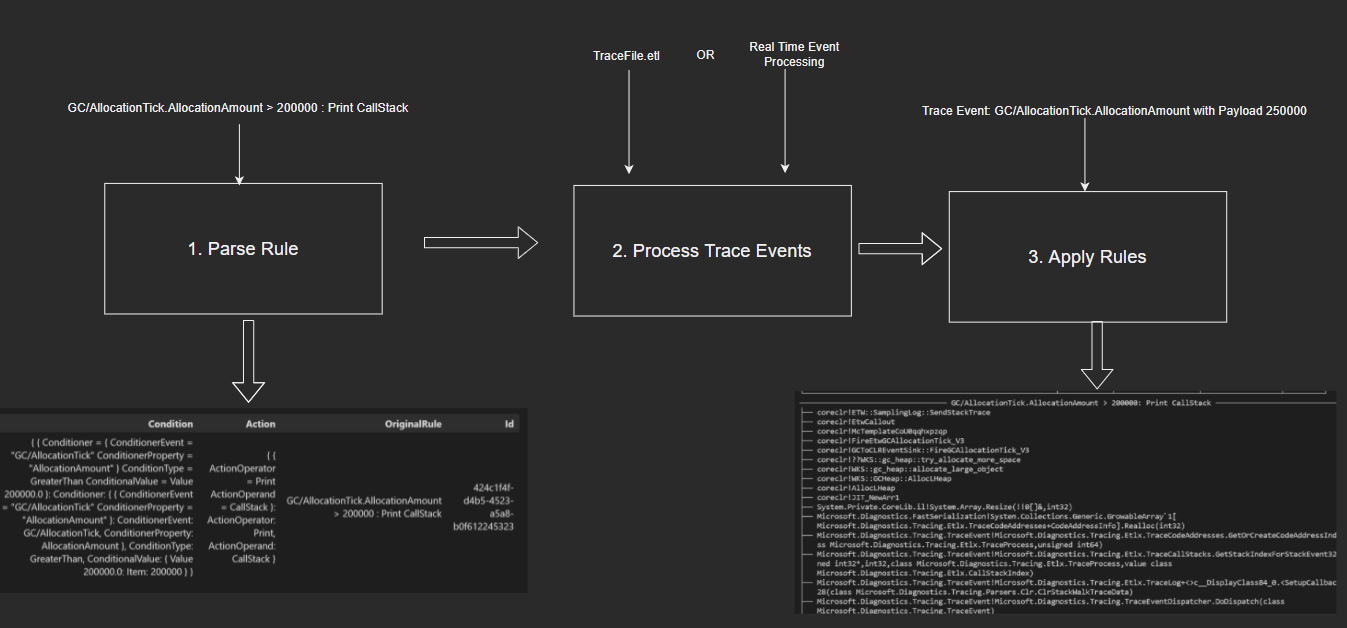 TraceFile.etl
OR
Real Time Event
Processing
GC/AllocationTick.AllocationAmount > 200000 : Print CallStack
Trace Event: GC/AllocationTick.AllocationAmount with Payload 250000
1. Parse Rule
2. Process Trace Events
3. Apply Rules
Condition
Action
OriginalRule
Id
{ { Conditioner = { ConditionerEvent =
"GC/AllocationTick" ConditionerProperty =
"AllocationAmount" } ConditionType =
GreaterThan ConditionalValue = Value
200000.0 }: Conditioner: { { ConditionerEvent
= "GC/AllocationTick" ConditionerProperty =
"AllocationAmount" }: ConditionerEvent:
GC/AllocationTick, ConditionerProperty:
AllocationAmount }, ConditionType:
GreaterThan, ConditionalValue: { Value
200000.0: Item: 200000 } }
{ {
ActionOperator
= Print
ActionOperand
= CallStack }:
ActionOperator:
Print,
ActionOperand:
CallStack }
GC/AllocationTick.AllocationAmount
> 200000 : Print CallStack
424c1f4f-
d4b5-4523-
a5a8-
b0f612245323
GC/AllocationTick.AllocationAmount > 200000: Print CallStack
coreclr!ETW::SamplingLog::SendStackTrace
coreclr!EtwCallout
coreclr!McTemplateCoU0qqhxpzqp
coreclr!FireEtwGCAllocationTick_V3
coreclr!GCToCLREventSink::FireGCAllocationTick_V3
coreclr!??WKS::gc_heap::try_allocate_more_space
coreclr!WKS::gc_heap::allocate_large_object
coreclr!WKS::GCHeap::AllocLHeap
coreclr!AllocLHeap
coreclr!JIT_NewArr1
System.Private.CoreLib.il!System.Array.Resize(!!0[]&,int32)
Microsoft.Diagnostics.FastSerialization!System.Collections.Generic.GrowableArray`1[
Microsoft.Diagnostics.Tracing.Etlx.TraceCodeAddresses+CodeAddressInfo].Realloc(int32)
Microsoft.Diagnostics.Tracing.TraceEvent!Microsoft.Diagnostics.Tracing.Etlx.TraceCodeAddresses.GetOrCreateCodeAddressInd
ss Microsoft.Diagnostics.Tracing.Etlx.TraceProcess,unsigned int64)
Microsoft.Diagnostics.Tracing.TraceEvent!Microsoft.Diagnostics.Tracing.Etlx.TraceCallStacks.GetStackIndexForStackEvent32
ned int32*,int32,class Microsoft.Diagnostics.Tracing.Etlx.TraceProcess,value class
Microsoft.Diagnostics.Tracing.Etlx.CallStackIndex)
Microsoft.Diagnostics.Tracing.TraceEvent!Microsoft.Diagnostics.Tracing.Etlx.TraceLog+<>c__DisplayClass84_0.<SetupCallbac
28(class Microsoft.Diagnostics.Tracing.Parsers.Clr.ClrStackWalkTraceData)
Microsoft.Diagnostics.Tracing.TraceEvent!Microsoft.Diagnostics.Tracing.TraceEventDispatcher.DoDispatch(class
Microsoft.Diagnostics.Tracing.TraceEvent)